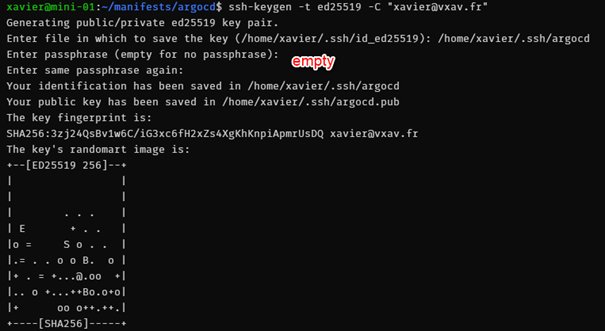 xavier@mini-01:~/manifests/argocd$ ssh-keygen -t ed25519 -C "xavier@vxav.fr"
Generating public/private ed25519 key pair.
Enter file in which to save the key (/home/xavier/.ssh/id_ed25519): /home/xavier/.ssh/argocd
Enter passphrase (empty for no passphrase):
empty
Enter same passphrase again:
Your identification has been saved in /home/xavier/.ssh/argocd
Your public key has been saved in /home/xavier/.ssh/argocd.pub
The key fingerprint is:
SHA256:3zj24QsBv1w6C/iG3xc6fH2xZs4XgKhKnpiApmrUsDQ xavier@vxav.fr
The key's randomart image is:
+--[ED25519 256]--+
|                 |
|                 |
|        . . .    |
| E       + . .   |
|o =     S o . .  |
|.= . . o o B.  o |
|+ . = +...@.oo  +|
|.. o +...++Bo.o+o|
|+      oo o++.++.|
+----[SHA256]-----+